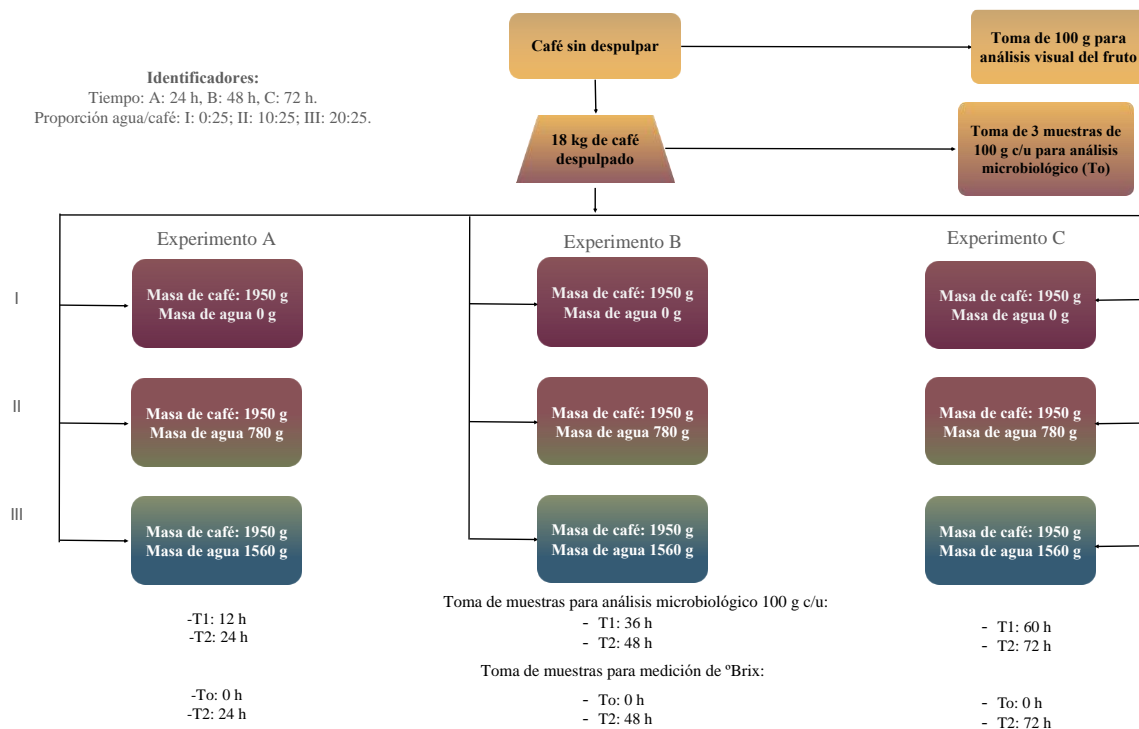 Café sin despulpar
Toma de 100 g para
análisis visual del fruto
Identificadores:
Tiempo: A: 24 h, B: 48 h, C: 72 h.
Proporción agua/café: I: 0:25; II: 10:25; III: 20:25.
18 kg de café
despulpado
Toma de 3 muestras de
100 g c/u para análisis
microbiológico (To)
Experimento A
Experimento B
Experimento C
I
Masa de café: 1950 g
Masa de agua 0 g
Masa de café: 1950 g
Masa de agua 0 g
Masa de café: 1950 g
Masa de agua 0 g
II
Masa de café: 1950 g
Masa de agua 780 g
Masa de café: 1950 g
Masa de agua 780 g
Masa de café: 1950 g
Masa de agua 780 g
III
Masa de café: 1950 g
Masa de agua 1560 g
Masa de café: 1950 g
Masa de agua 1560 g
Masa de café: 1950 g
Masa de agua 1560 g
Toma de muestras para análisis microbiológico 100 g c/u:
-T1: 12 h
-T2: 24 h
- T1: 36 h
- T2: 48 h
- T1: 60 h
- T2: 72 h
Toma de muestras para medición de ºBrix:
-To: 0 h
-T2: 24 h
- To: 0 h
- T2: 48 h
- To: 0 h
- T2: 72 h